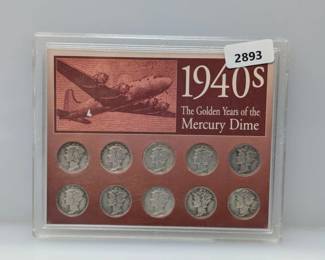 2893
1940s
The Golden Years of the
Mercury Dime